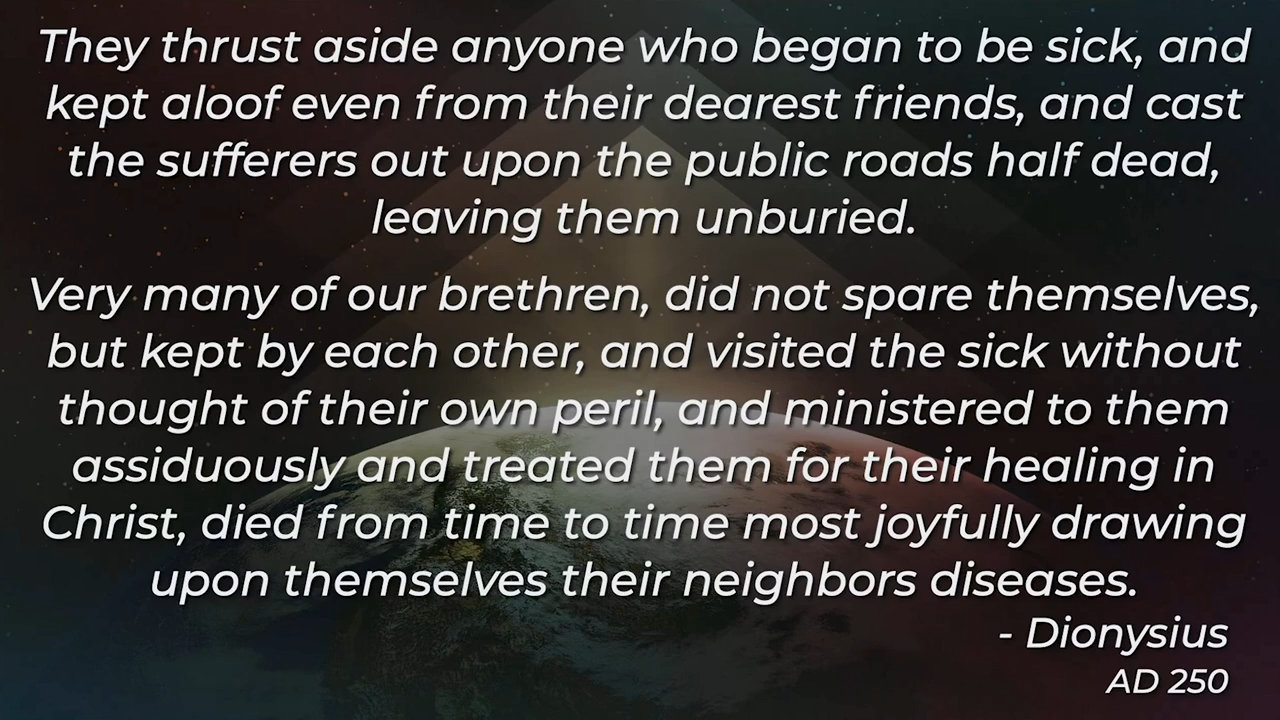 They thrust aside anyone who began to be sick, and
kept aloof even from their dearest friends, and cast
the sufferers out upon the public roads half dead,
leaving them unburied.
Very many of our brethren, did not spare themselves,
but kept by each other, and visited the sick without
thought of their own peril, and ministered to them
assiduously and treated them for their healing in
Christ, died from time to time most joyfully drawing
upon themselves their neighbors diseases.
- Dionysius
AD 250